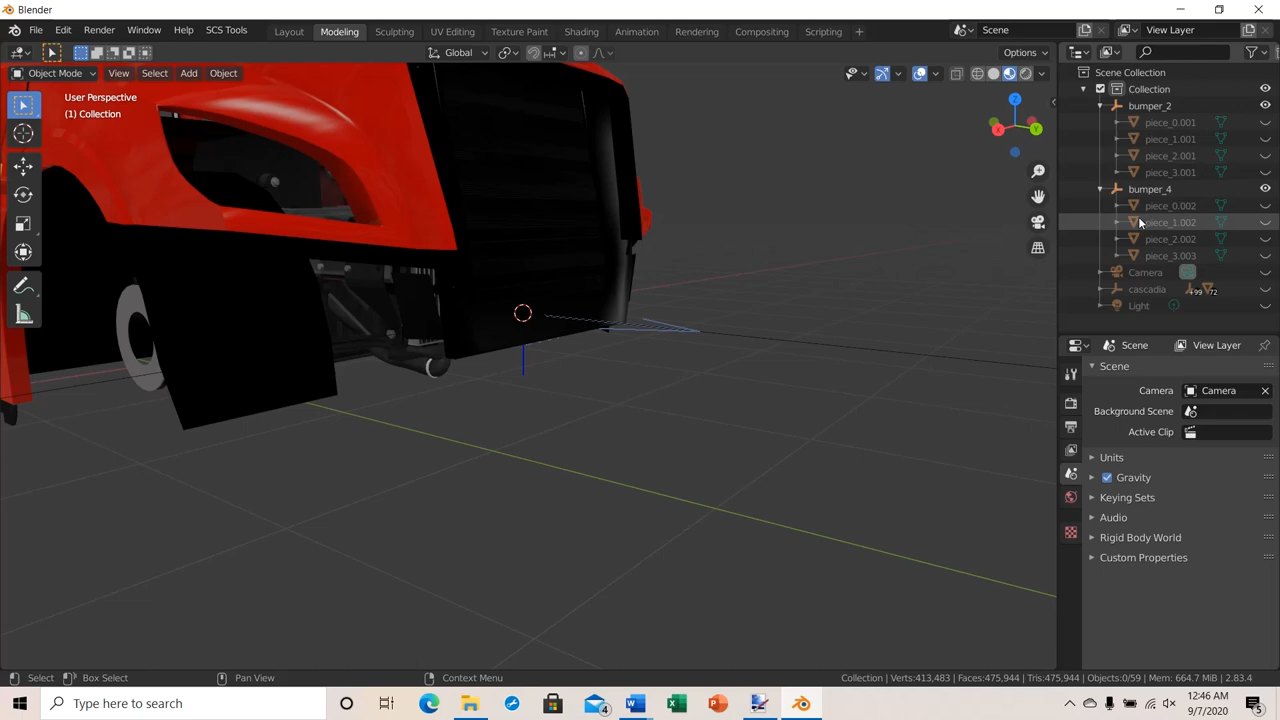 Blender
File Edit Render Window Help SCS Tools Layout Modeling Sculpting UV Editing Texture Paint Shading Animation Rendering Compositing Scripting + Scene View Layer
Global Options
Object Mode View Select Add Object
User Perspective
(1) Collection
Z
X
Y
Scene Collection
Collection
bumper_2
piece_0.001
piece_1.001
piece_2.001
piece_3.001
bumper_4
piece_0.002
piece_1.002
piece_2.002
piece_3.003
Camera
cascadia +99 72
Light
Scene View Layer
Scene
Camera Camera
Background Scene
Active Clip
Units
Gravity
Keying Sets
Audio
Rigid Body World
Custom Properties
Select Box Select Pan View Context Menu Collection | Verts:413,483 | Faces:475,944 | Tris:475,944 | Objects:0/59 | Mem: 664.7 MiB | 2.83.4
Type here to search 4 12:46 AM
9/7/2020 5